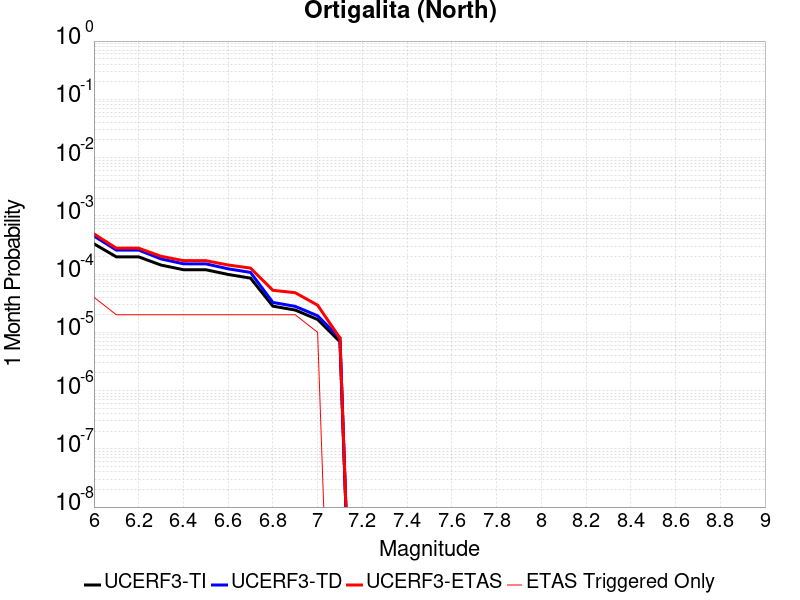 Ortigalita (North)
10^0
10^-1
10^-2
10^-3
10^-4
10^-5
10^-6
10^-7
10^-8
1 Month Probability
6 6.2 6.4 6.6 6.8 7 7.2 7.4 7.6 7.8 8 8.2 8.4 8.6 8.8 9
Magnitude
UCERF3-TI UCERF3-TD UCERF3-ETAS ETAS Triggered Only